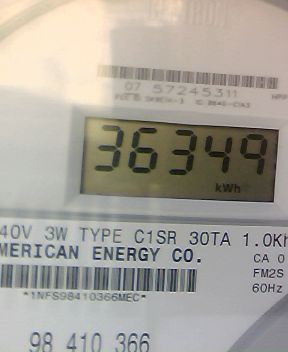 07 57245311
36349
kWh
40V 3W TYPE C1SR 30TA 1.0Kh
MERICAN ENERGY CO.
CA 0
FM2S
60Hz
*1NFS98410366MEC*
98 410 366